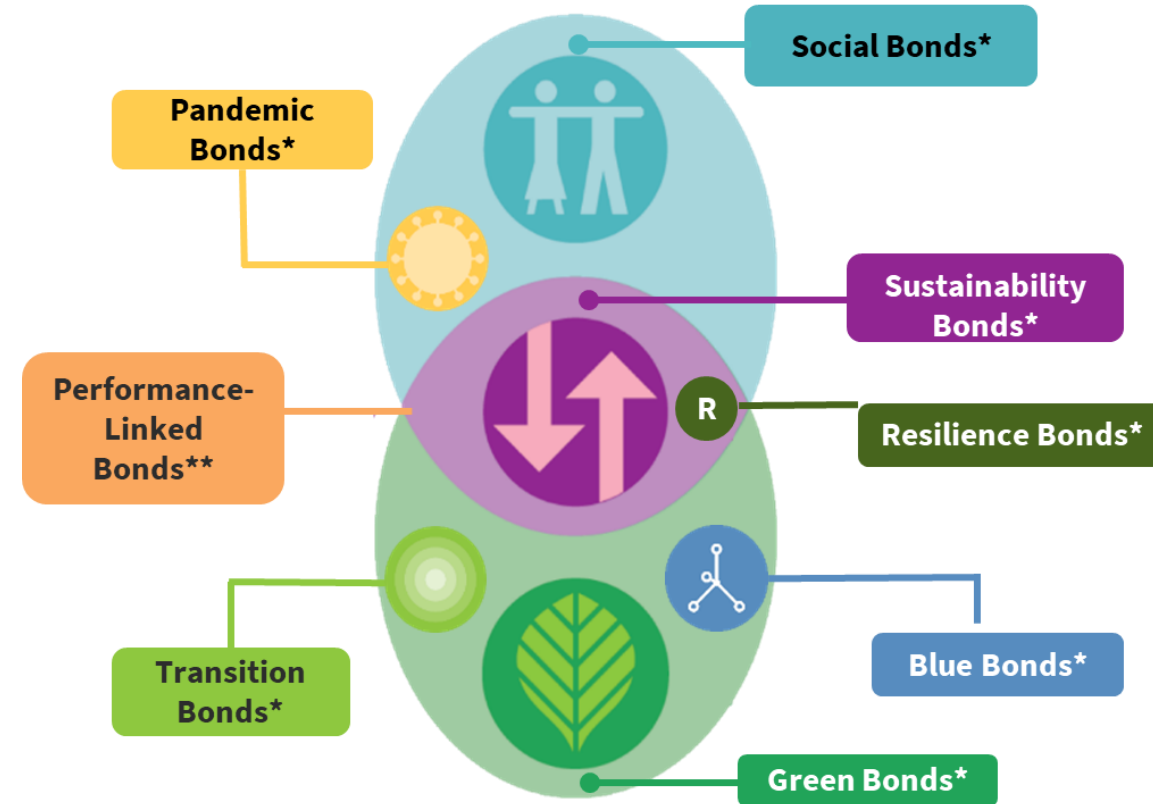 Social Bonds*
Pandemic
Bonds*
Sustainability
Bonds*
Performance-
Linked
Bonds**
R
Resilience Bonds*
Transition
Bonds*
Blue Bonds*
Green Bonds*